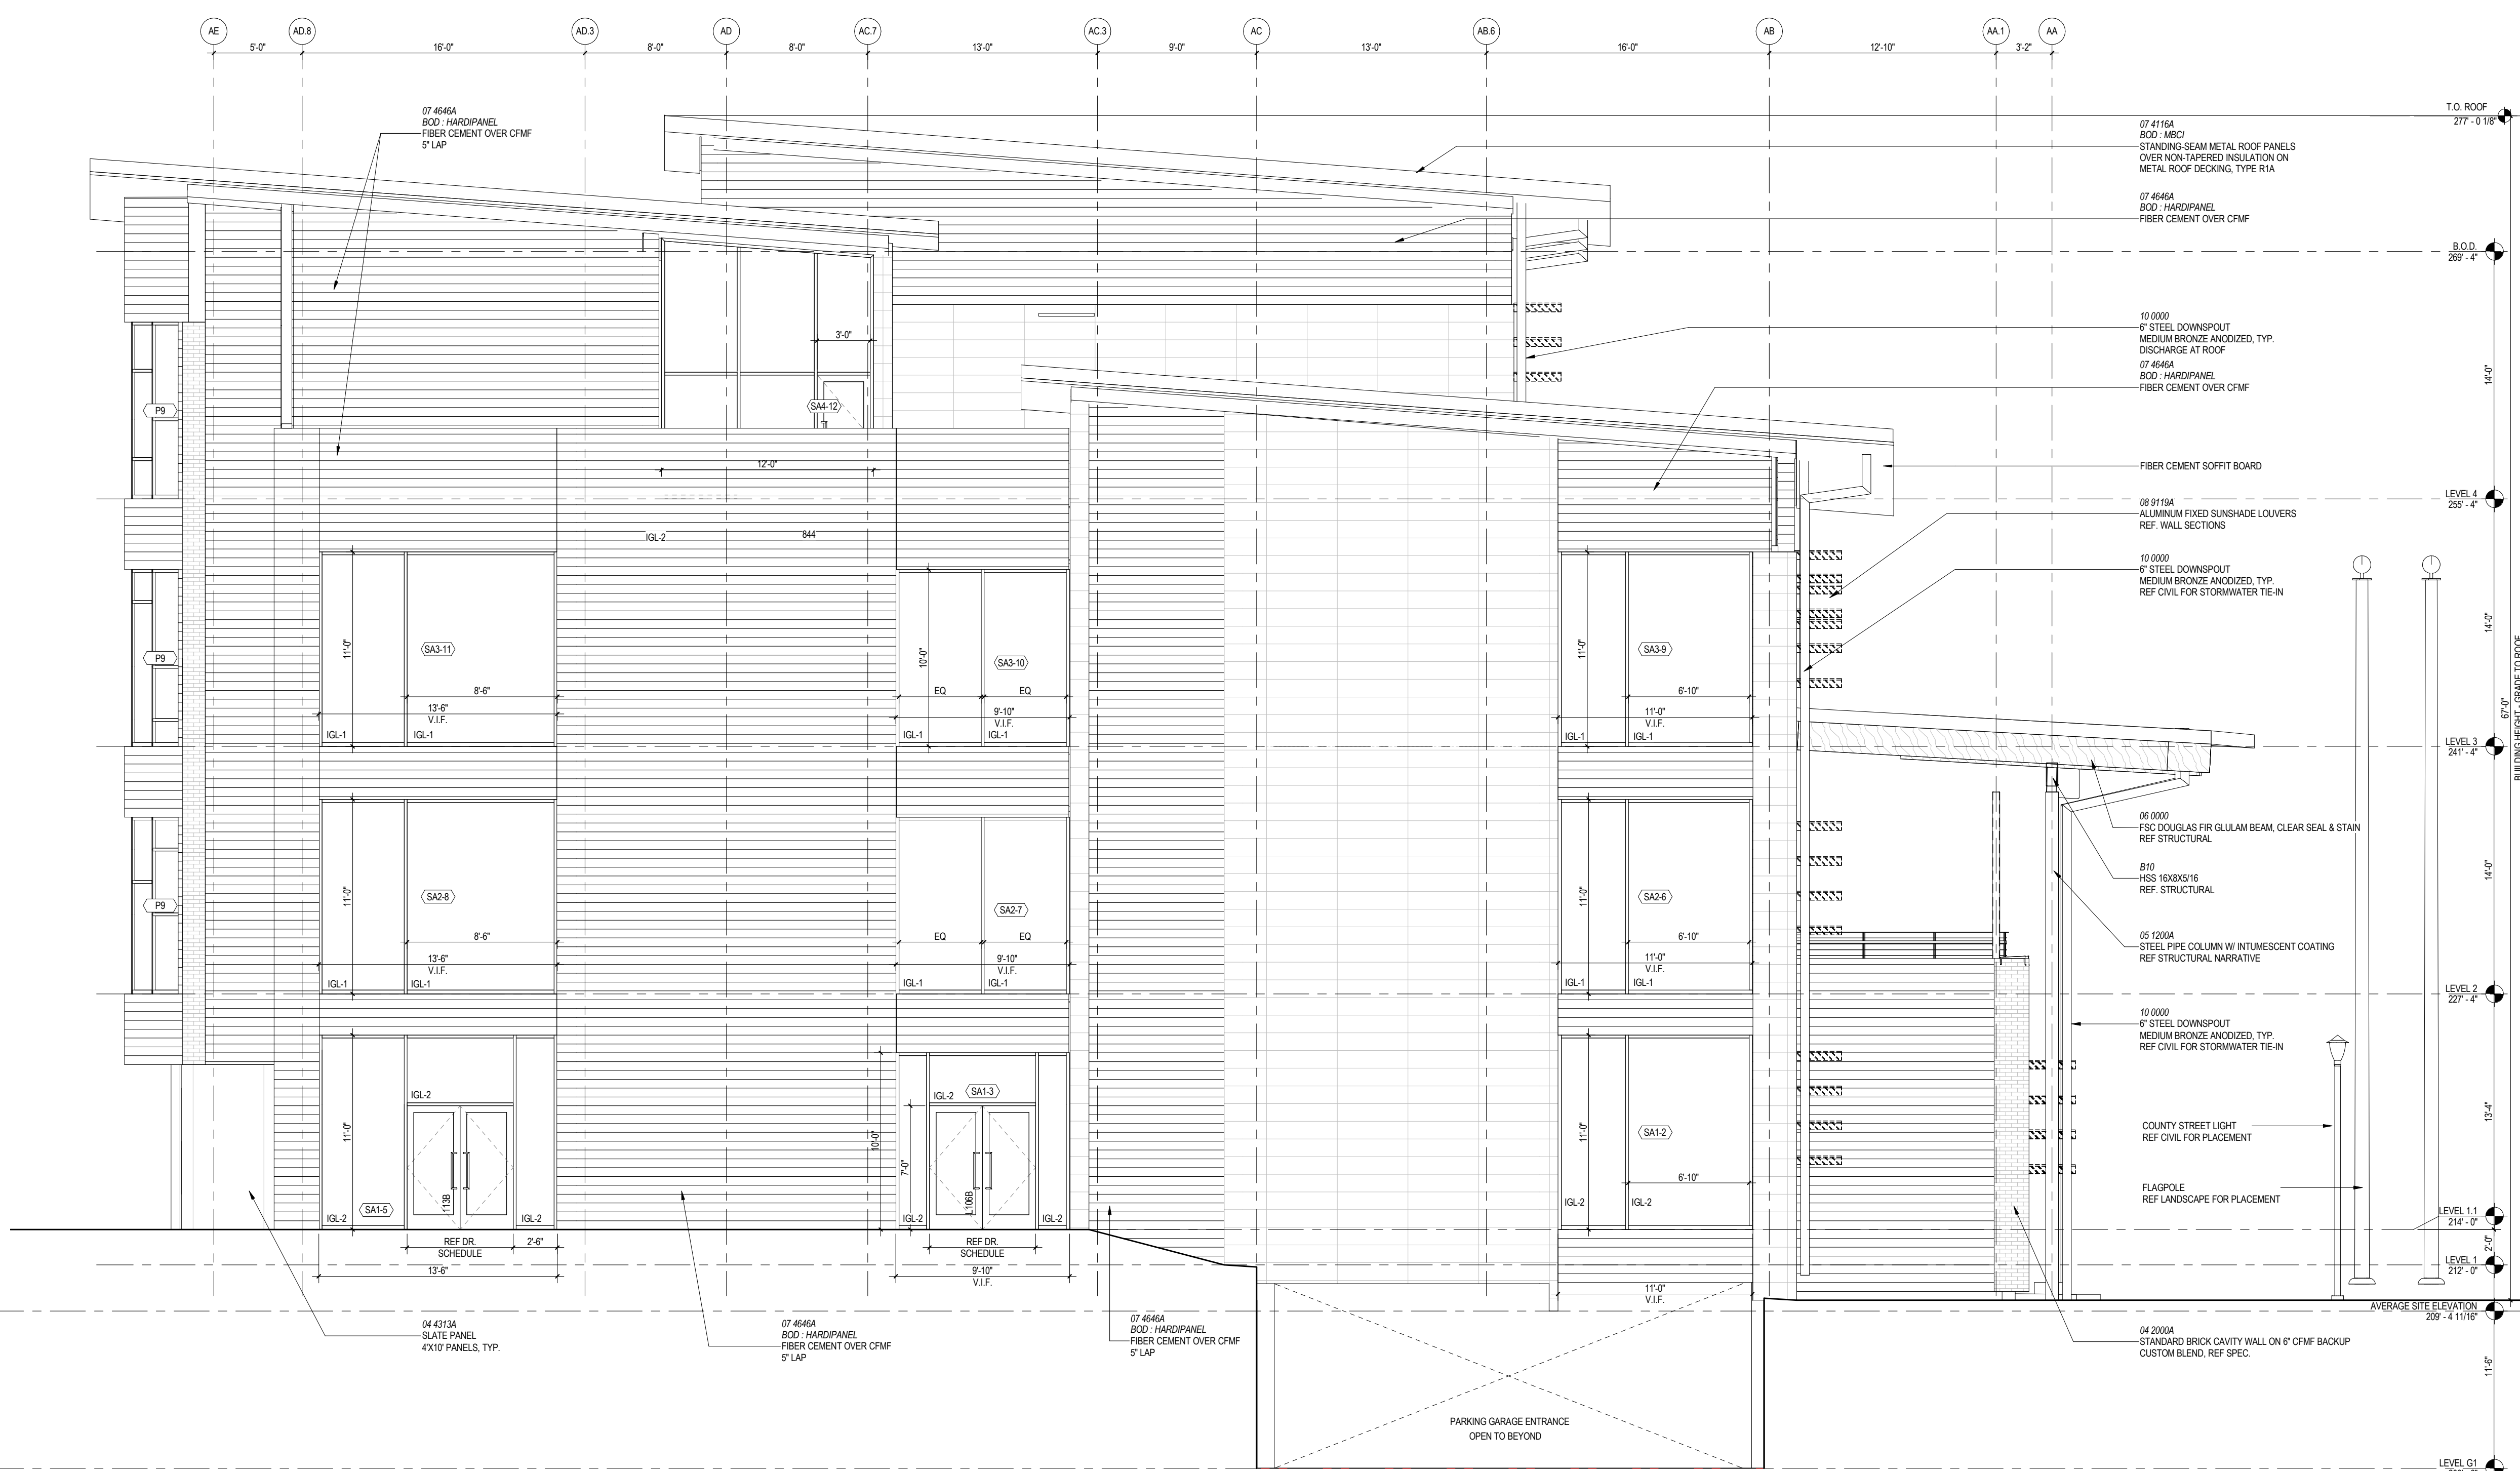 AE
AD.8
AD.3
AD
AC.7
AC.3
AC
AB.6
AB
AA.1
AA
5'-0"
16'-0"
8'-0"
8'-0"
13'-0"
9'-0"
13'-0"
16'-0"
12'-10"
3'-2"
07 4646A
BOD : HARDIPANEL
FIBER CEMENT OVER CFMF
5" LAP
T.O. ROOF
277' - 0 1/8"
07 4116A
BOD : MBCI
STANDING-SEAM METAL ROOF PANELS
OVER NON-TAPERED INSULATION ON
METAL ROOF DECKING, TYPE R1A
07 4646A
BOD : HARDIPANEL
FIBER CEMENT OVER CFMF
B.O.D.
269' - 4"
10 0000
6" STEEL DOWNSPOUT
MEDIUM BRONZE ANODIZED, TYP.
DISCHARGE AT ROOF
07 4646A
BOD : HARDIPANEL
FIBER CEMENT OVER CFMF
3'-0"
14'-0"
P9
SA4-12
12'-0"
FIBER CEMENT SOFFIT BOARD
LEVEL 4
255' - 4"
08 9119A
ALUMINUM FIXED SUNSHADE LOUVERS
REF. WALL SECTIONS
IGL-2
844
10 0000
6" STEEL DOWNSPOUT
MEDIUM BRONZE ANODIZED, TYP.
REF CIVIL FOR STORMWATER TIE-IN
14'-0"
P9
11'-0"
SA3-11
10'-0"
SA3-10
11'-0"
SA3-9
8'-6"
EQ
EQ
6'-10"
13'-6"
V.I.F.
9'-10"
V.I.F.
11'-0"
V.I.F.
IGL-1
IGL-1
IGL-1
IGL-1
IGL-1
IGL-1
67'-0"
BUILDING HEIGHT - GRADE TO ROOF
LEVEL 3
241' - 4"
06 0000
FSC DOUGLAS FIR GLULAM BEAM, CLEAR SEAL & STAIN
REF STRUCTURAL
B10
HSS 16X8X5/16
REF. STRUCTURAL
14'-0"
P9
11'-0"
SA2-8
SA2-7
11'-0"
SA2-6
8'-6"
EQ
EQ
6'-10"
13'-6"
V.I.F.
9'-10"
V.I.F.
11'-0"
V.I.F.
IGL-1
IGL-1
IGL-1
IGL-1
IGL-1
IGL-1
05 1200A
STEEL PIPE COLUMN W/ INTUMESCENT COATING
REF STRUCTURAL NARRATIVE
LEVEL 2
227' - 4"
10 0000
6" STEEL DOWNSPOUT
MEDIUM BRONZE ANODIZED, TYP.
REF CIVIL FOR STORMWATER TIE-IN
IGL-2
IGL-2
SA1-3
11'-0"
10'-0"
7'-0"
11'-0"
SA1-2
13'-4"
COUNTY STREET LIGHT
REF CIVIL FOR PLACEMENT
6'-10"
FLAGPOLE
REF LANDSCAPE FOR PLACEMENT
113B
L106B
SA1-5
IGL-2
IGL-2
IGL-2
IGL-2
IGL-2
IGL-2
LEVEL 1.1
214' - 0"
REF DR.
SCHEDULE
2'-6"
REF DR.
SCHEDULE
2'-0"
13'-6"
9'-10"
V.I.F.
LEVEL 1
212' - 0"
11'-0"
V.I.F.
AVERAGE SITE ELEVATION
209' - 4 11/16"
04 4313A
SLATE PANEL
4'X10' PANELS, TYP.
07 4646A
BOD : HARDIPANEL
FIBER CEMENT OVER CFMF
5" LAP
07 4646A
BOD : HARDIPANEL
FIBER CEMENT OVER CFMF
5" LAP
04 2000A
STANDARD BRICK CAVITY WALL ON 6" CFMF BACKUP
CUSTOM BLEND, REF SPEC.
11'-6"
PARKING GARAGE ENTRANCE
OPEN TO BEYOND
LEVEL G1